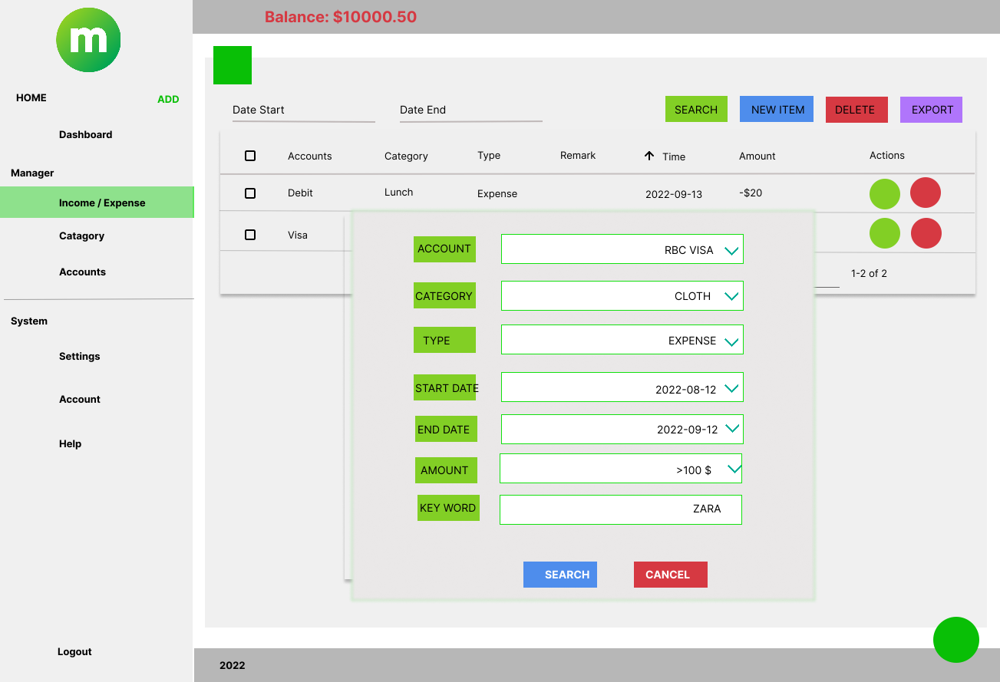 Balance: $10000.50
m
HOME
ADD
Dashboard
Manager
Income / Expense
Catagory
Accounts
System
Settings
Account
Help
Logout
Date Start
Date End
SEARCH
NEW ITEM
DELETE
EXPORT
Accounts
Category
Type
Remark
Time
Amount
Actions
Debit
Lunch
Expense
2022-09-13
-$20
Visa
1-2 of 2
ACCOUNT
RBC VISA
CATEGORY
CLOTH
TYPE
EXPENSE
START DATE
2022-08-12
END DATE
2022-09-12
AMOUNT
>100 $
KEY WORD
ZARA
SEARCH
CANCEL
2022